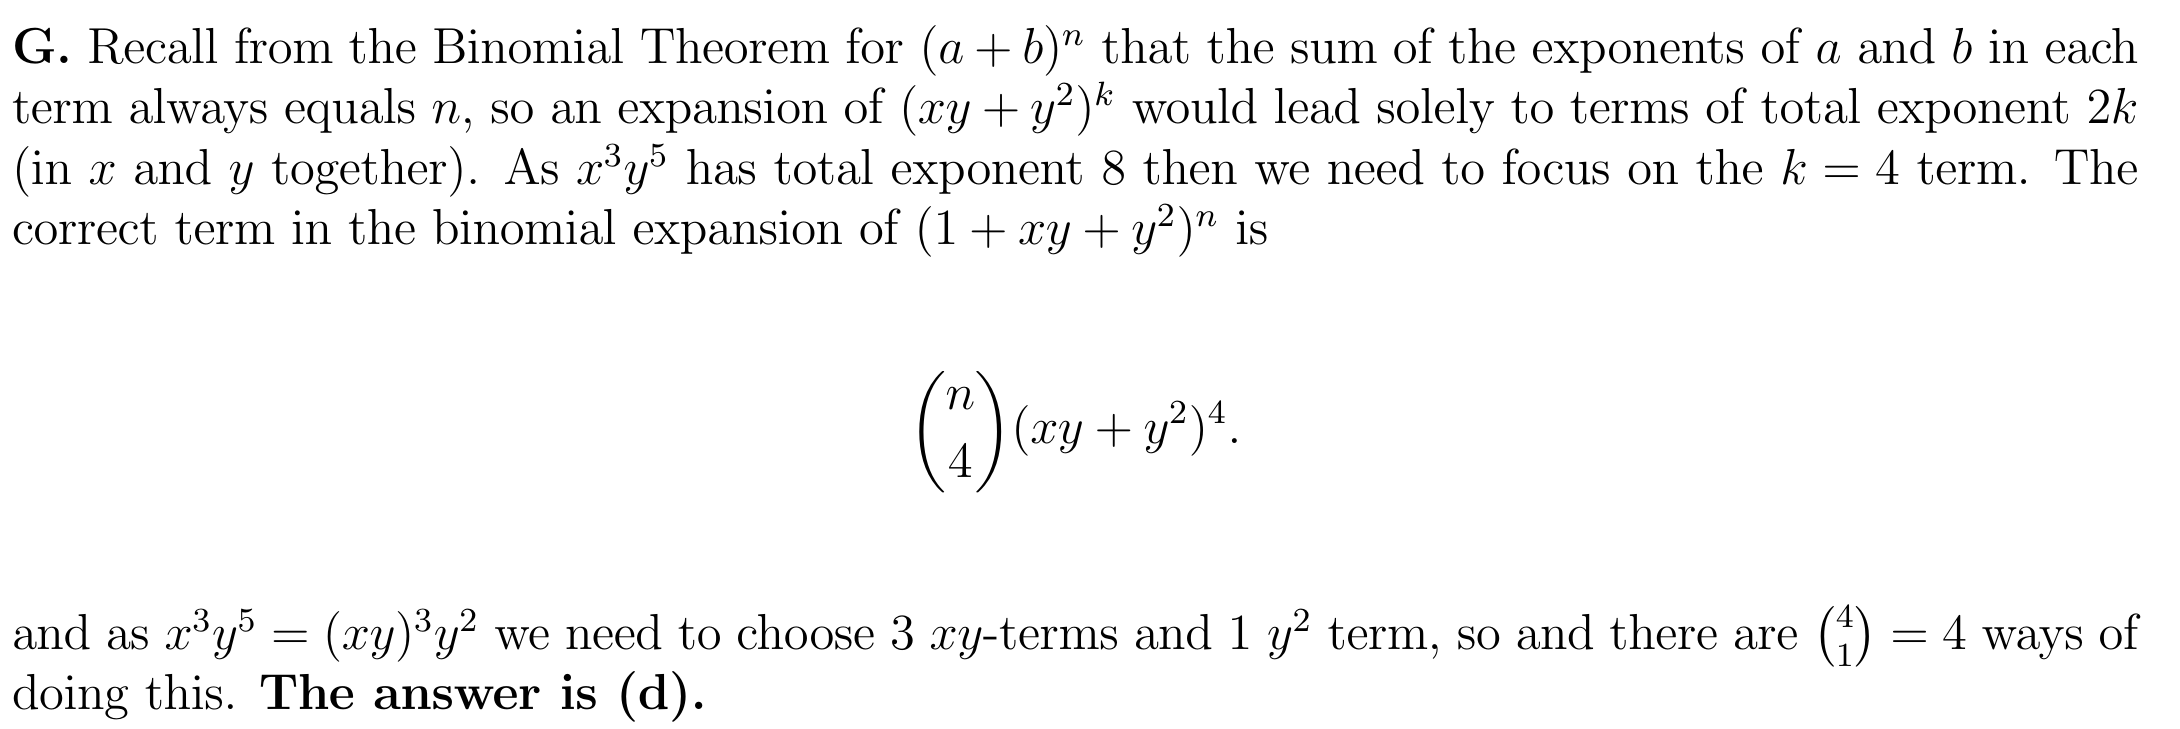 G. Recall from the Binomial Theorem for $(a + b)^n$ that the sum of the exponents of $a$ and $b$ in each
term always equals $n$, so an expansion of $(xy + y^2)^k$ would lead solely to terms of total exponent $2k$
(in $x$ and $y$ together). As $x^3y^5$ has total exponent 8 then we need to focus on the $k = 4$ term. The
correct term in the binomial expansion of $(1 + xy + y^2)^n$ is
$\binom{n}{4}(xy + y^2)^4.$
and as $x^3y^5 = (xy)^3y^2$ we need to choose 3 $xy$-terms and 1 $y^2$ term, so and there are $\binom{4}{1} = 4$ ways of
doing this. The answer is (d).